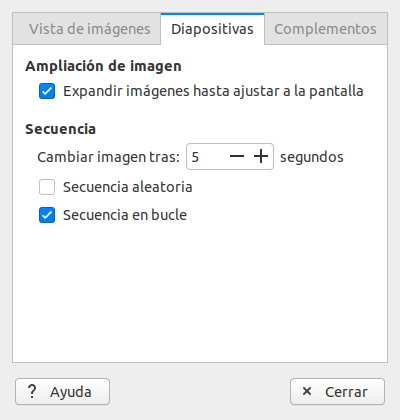 Vista de imágenes Diapositivas Complementos
Ampliación de imagen
Expandir imágenes hasta ajustar a la pantalla
Secuencia
Cambiar imagen tras: 5 segundos
Secuencia aleatoria
Secuencia en bucle
Ayuda Cerrar